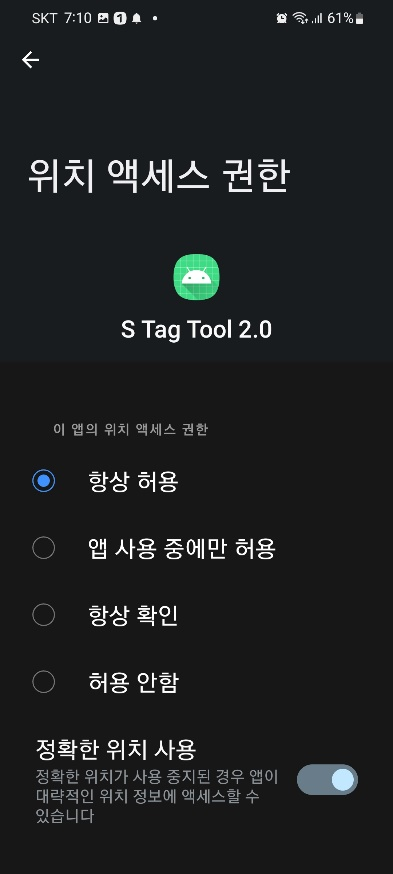 SKT 7:10 1 61%
위치 액세스 권한
S Tag Tool 2.0
이 앱의 위치 액세스 권한
항상 허용
앱 사용 중에만 허용
항상 확인
허용 안함
정확한 위치 사용
정확한 위치가 사용 중지된 경우 앱이
대략적인 위치 정보에 액세스할 수
있습니다